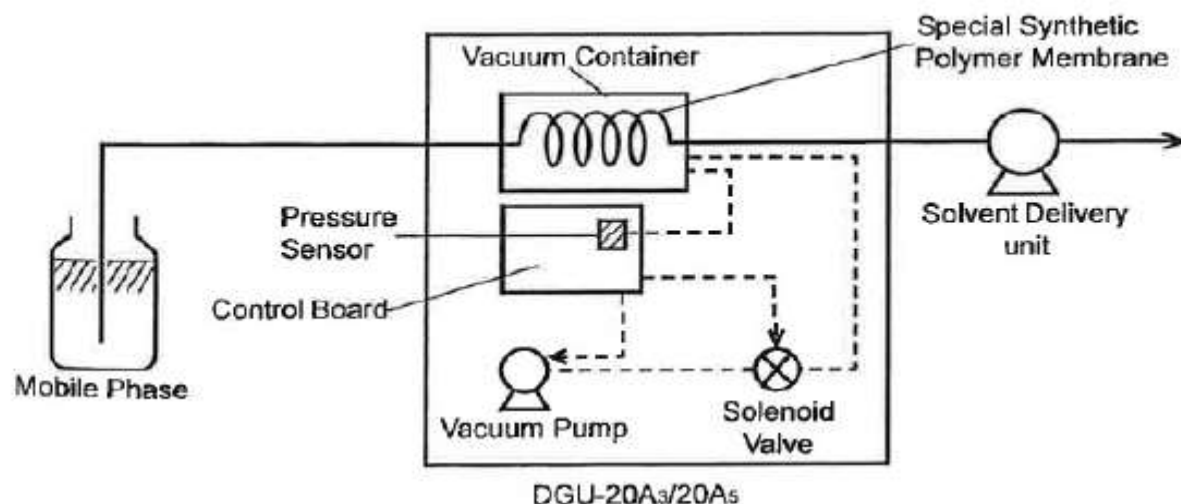 Special Synthetic
Polymer Membrane
Vacuum Container
Pressure
Sensor
Solvent Delivery
unit
Control Board
Mobile Phase
Vacuum Pump
Solenoid
Valve
DGU-20A3/20A5